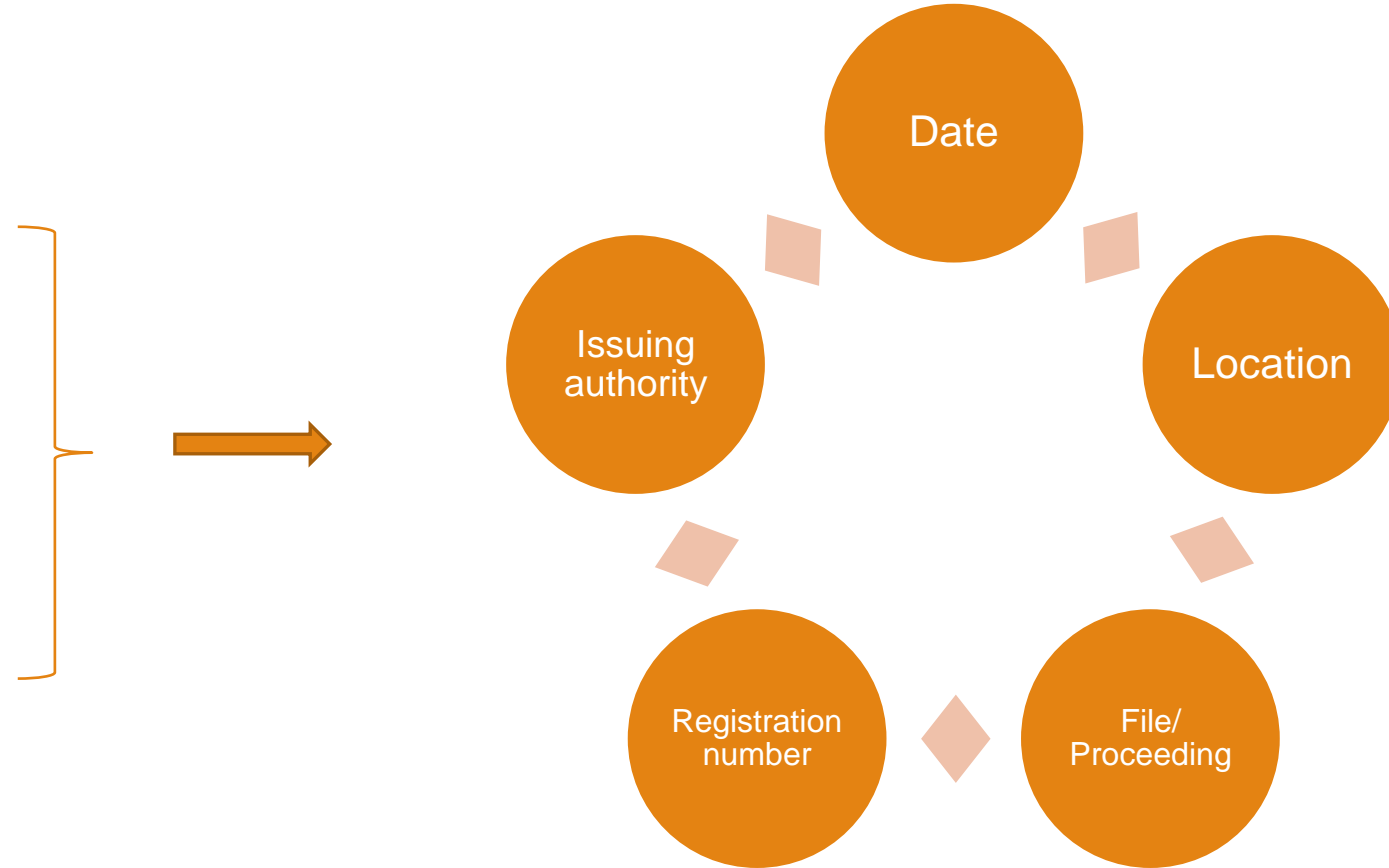 Date
Issuing
authority
Location
Registration
number
File/
Proceeding